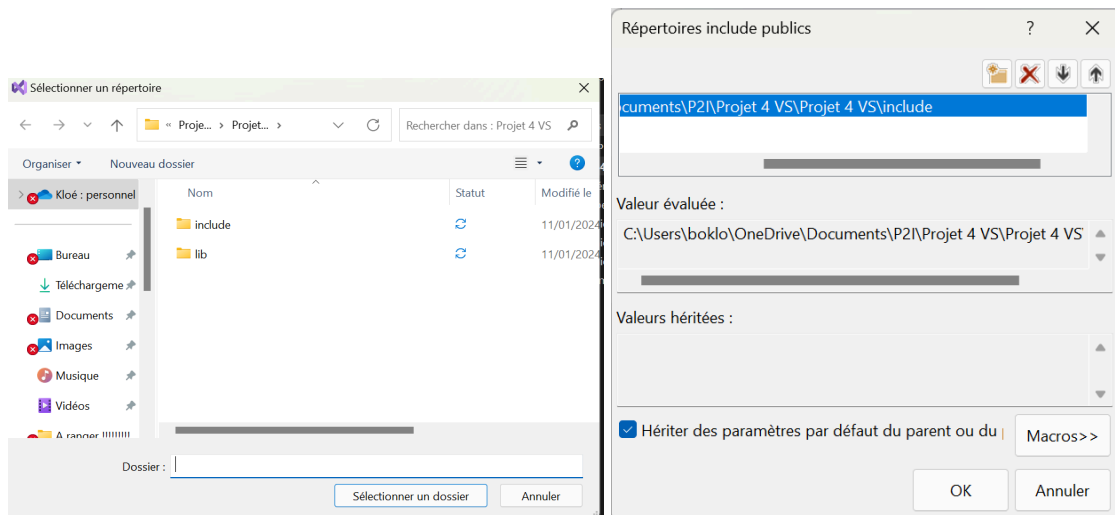 Sélectionner un répertoire
« Proje... › Projet... ›
Rechercher dans : Projet 4 VS
Organiser
Nouveau dossier
?
Kloé : personnel
Nom
Statut
Modifié le
include
11/01/2024
lib
11/01/2024
Bureau
Téléchargeme
Documents
Images
Musique
Vidéos
A ranger !!!!!!!!!
Dossier :
Sélectionner un dossier
Annuler
Répertoires include publics
?
cuments\P2I\Projet 4 VS\Projet 4 VS\include
Valeur évaluée :
C:\Users\boklo\OneDrive\Documents\P2I\Projet 4 VS\Projet 4 VS\
Valeurs héritées :
Hériter des paramètres par défaut du parent ou du
Macros>>
OK
Annuler